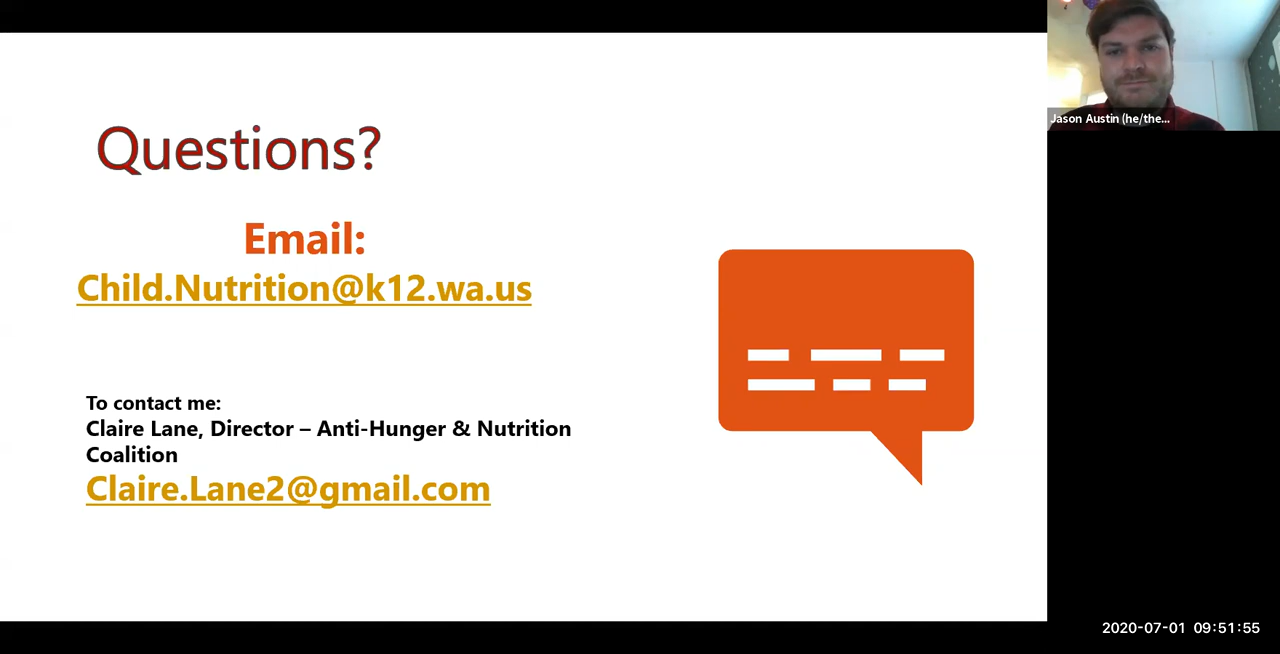 Questions?
Email:
Child.Nutrition@k12.wa.us
To contact me:
Claire Lane, Director – Anti-Hunger & Nutrition
Coalition
Claire.Lane2@gmail.com
Jason Austin (he/the...
2020-07-01 09:51:55